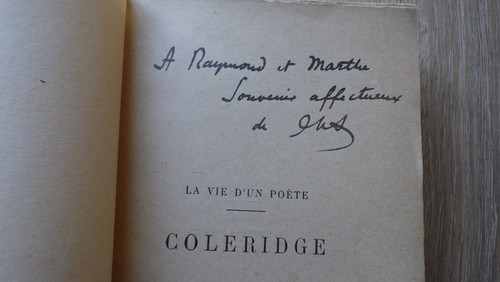 A Raymond et Marthe
Souvenir affectueux
de
LA VIE D'UN POÈTE
COLERIDGE